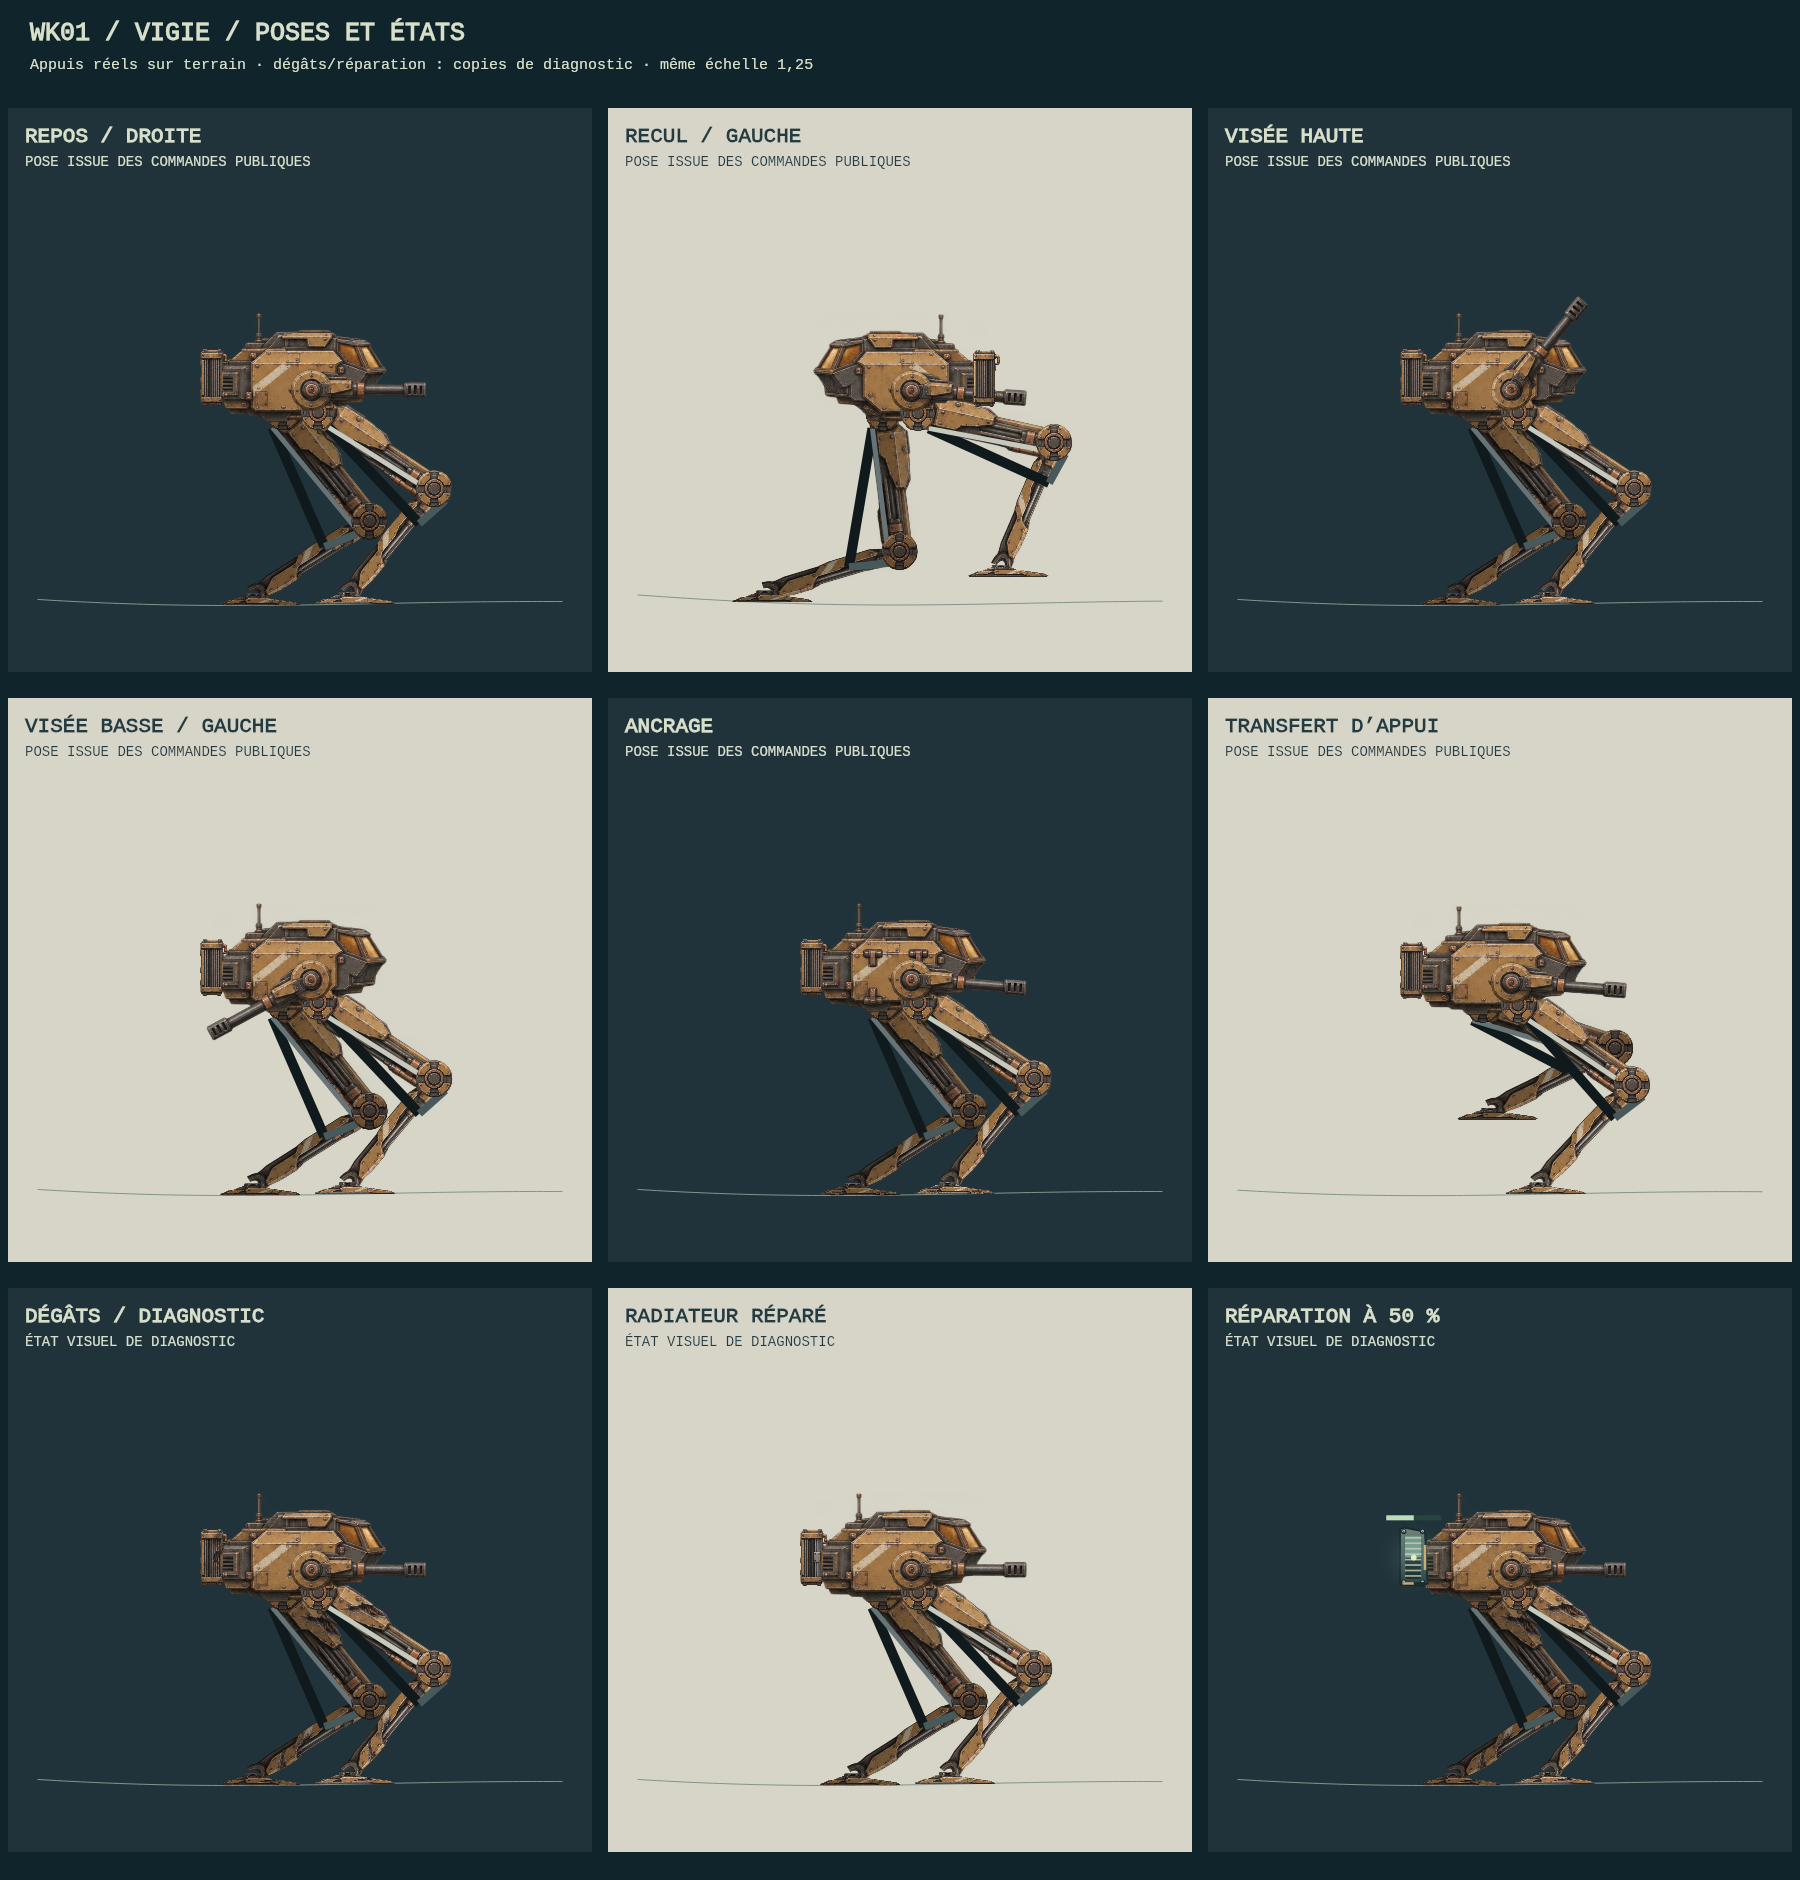 WK01 / VIGIE / POSES ET ÉTATS
Appuis réels sur terrain · dégâts/réparation : copies de diagnostic · même échelle 1,25
REPOS / DROITE
POSE ISSUE DES COMMANDES PUBLIQUES
RECUL / GAUCHE
POSE ISSUE DES COMMANDES PUBLIQUES
VISÉE HAUTE
POSE ISSUE DES COMMANDES PUBLIQUES
VISÉE BASSE / GAUCHE
POSE ISSUE DES COMMANDES PUBLIQUES
ANCRAGE
POSE ISSUE DES COMMANDES PUBLIQUES
TRANSFERT D’APPUI
POSE ISSUE DES COMMANDES PUBLIQUES
DÉGÂTS / DIAGNOSTIC
ÉTAT VISUEL DE DIAGNOSTIC
RADIATEUR RÉPARÉ
ÉTAT VISUEL DE DIAGNOSTIC
RÉPARATION À 50 %
ÉTAT VISUEL DE DIAGNOSTIC